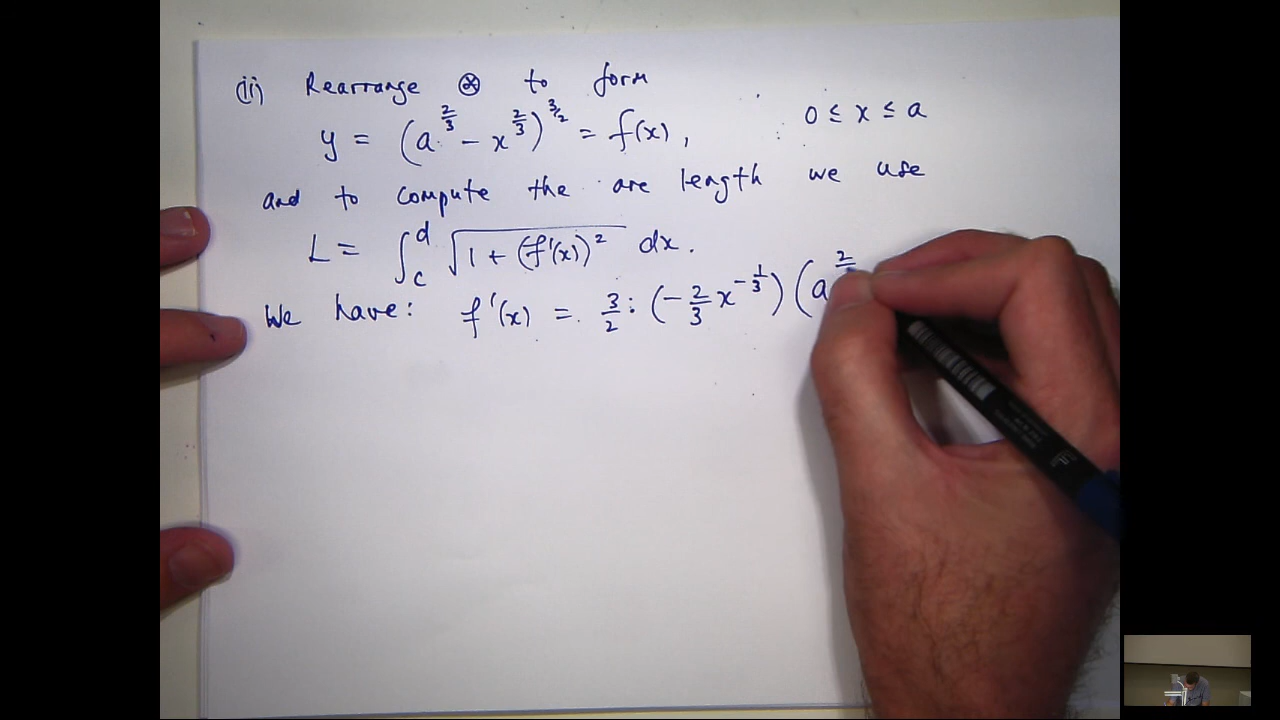 (ii) Rearrange ⊛ to form
y = (a^{2/3} − x^{2/3})^{3/2} = f(x), 0 ≤ x ≤ a
and to compute the arc length we use
L = ∫_c^d √(1 + (f'(x))²) dx.
We have: f'(x) = 3/2 · (−2/3 x^{−1/3}) (a^{2